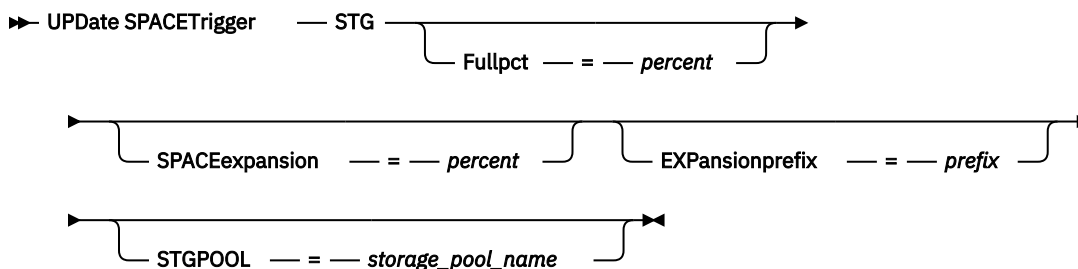 UPDate SPACETrigger STG
Fullpct = percent
SPACEexpansion = percent EXPansionprefix = prefix
STGPOOL = storage_pool_name